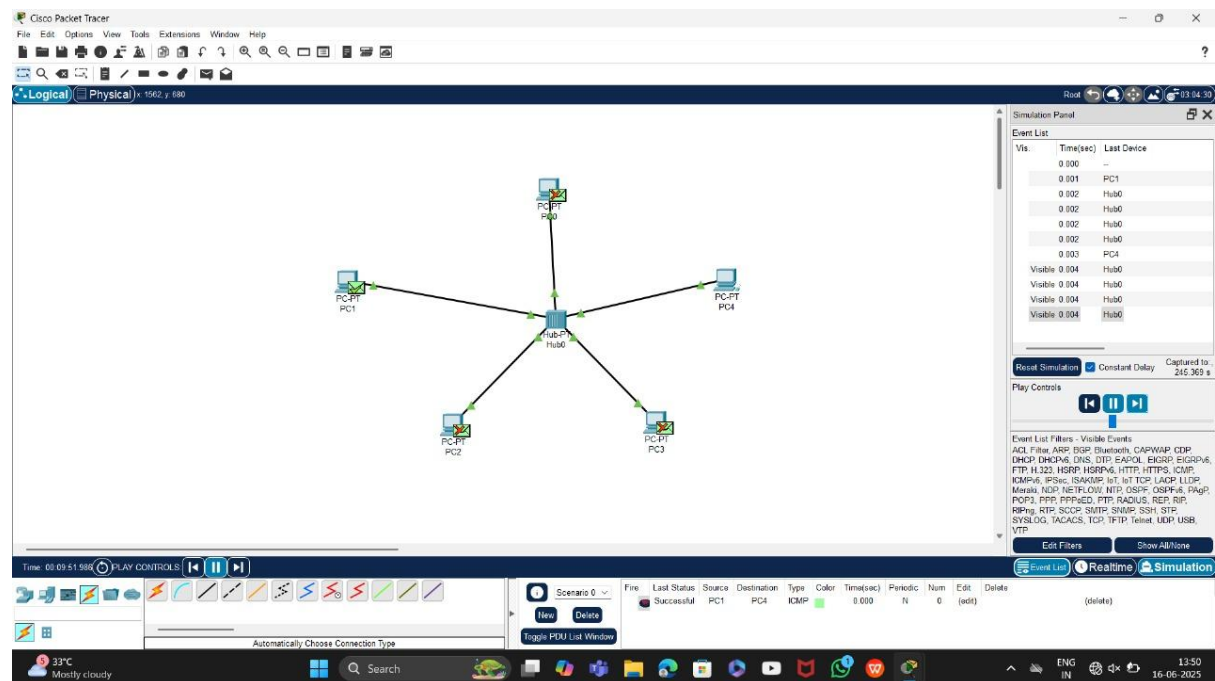 Cisco Packet Tracer
File Edit Options View Tools Extensions Window Help
?
Logical Physical x: 1562, y: 680
Root 03:04:30
Simulation Panel
Event List
Vis. Time(sec) Last Device
0.000 --
0.001 PC1
0.002 Hub0
0.002 Hub0
0.002 Hub0
0.002 Hub0
0.003 PC4
Visible 0.004 Hub0
Visible 0.004 Hub0
Visible 0.004 Hub0
Visible 0.004 Hub0
PC-PT
PC0
PC-PT
PC1
PC-PT
PC4
Hub-PT
Hub0
PC-PT
PC2
PC-PT
PC3
Reset Simulation Constant Delay Captured to:
245.369 s
Play Controls
Event List Filters - Visible Events
ACL Filter, ARP, BGP, Bluetooth, CAPWAP, CDP,
DHCP, DHCPv6, DNS, DTP, EAPOL, EIGRP, EIGRPv6,
FTP, H.323, HSRP, HSRPv6, HTTP, HTTPS, ICMP,
ICMPv6, IPSec, ISAKMP, IoT, IoT TCP, LACP, LLDP,
Meraki, NDP, NETFLOW, NTP, OSPF, OSPFv6, PAgP,
POP3, PPP, PPPoED, PTP, RADIUS, REP, RIP,
RIPng, RTP, SCCP, SMTP, SNMP, SSH, STP,
SYSLOG, TACACS, TCP, TFTP, Telnet, UDP, USB,
VTP
Edit Filters Show All/None
Time: 00:09:51.986 PLAY CONTROLS:
Event List Realtime Simulation
Scenario 0
New Delete
Toggle PDU List Window
Fire Last Status Source Destination Type Color Time(sec) Periodic Num Edit Delete
Successful PC1 PC4 ICMP 0.000 N 0 (edit) (delete)
Automatically Choose Connection Type
5
33°C
Mostly cloudy
Search
ENG
IN
13:50
16-06-2025